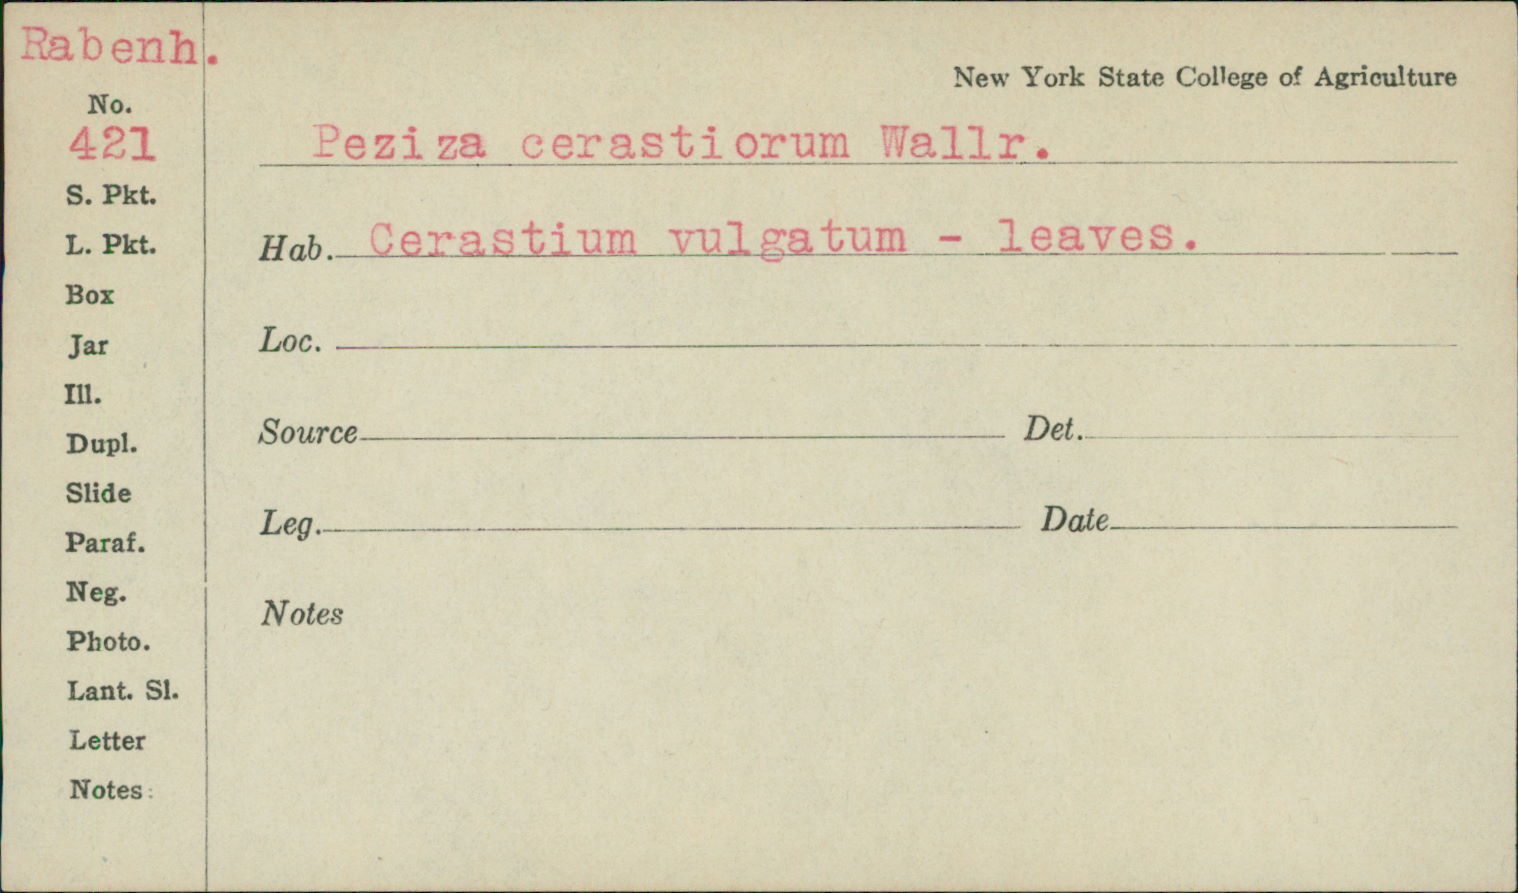 Rabenh.
New York State College of Agriculture
No.
421
Peziza cerastiorum Wallr.
S. Pkt.
L. Pkt.
Hab. Cerastium vulgatum - leaves.
Box
Jar
Loc.
Ill.
Dupl.
Source Det.
Slide
Paraf.
Leg. Date
Neg.
Notes
Photo.
Lant. Sl.
Letter
Notes: